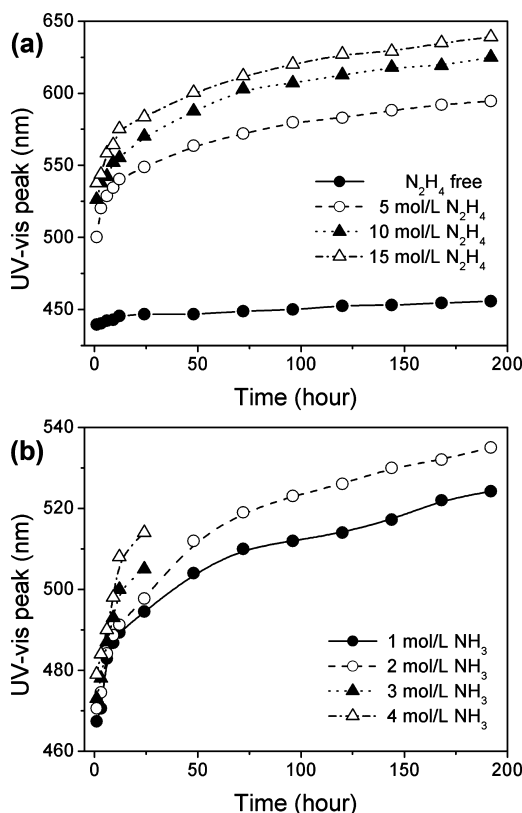 (a)
650
600
550
500
450
UV-vis peak (nm)
N₂H₄ free
5 mol/L N₂H₄
10 mol/L N₂H₄
15 mol/L N₂H₄
0 50 100 150 200
Time (hour)
(b)
540
520
500
480
460
UV-vis peak (nm)
1 mol/L NH₃
2 mol/L NH₃
3 mol/L NH₃
4 mol/L NH₃
0 50 100 150 200
Time (hour)